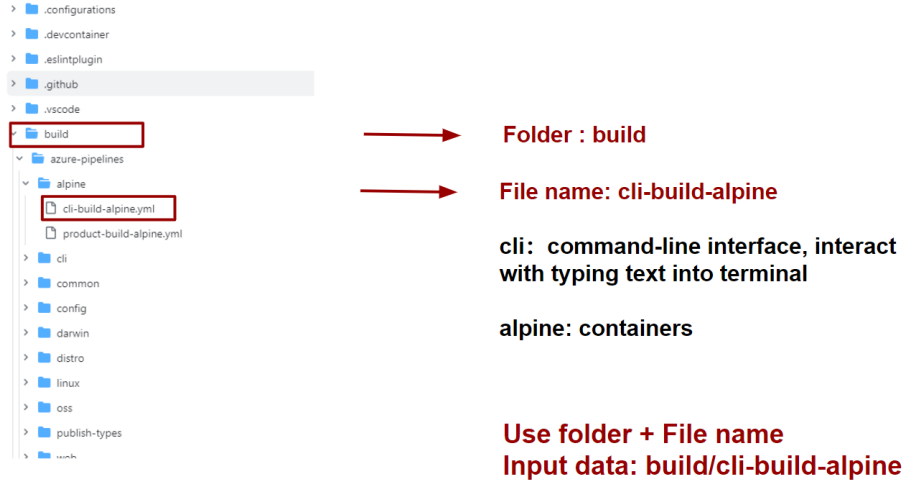 .configurations
.devcontainer
.eslintplugin
.github
.vscode
build
azure-pipelines
alpine
cli-build-alpine.yml
product-build-alpine.yml
cli
common
config
darwin
distro
linux
oss
publish-types
web
Folder : build
File name: cli-build-alpine
cli: command-line interface, interact
with typing text into terminal
alpine: containers
Use folder + File name
Input data: build/cli-build-alpine